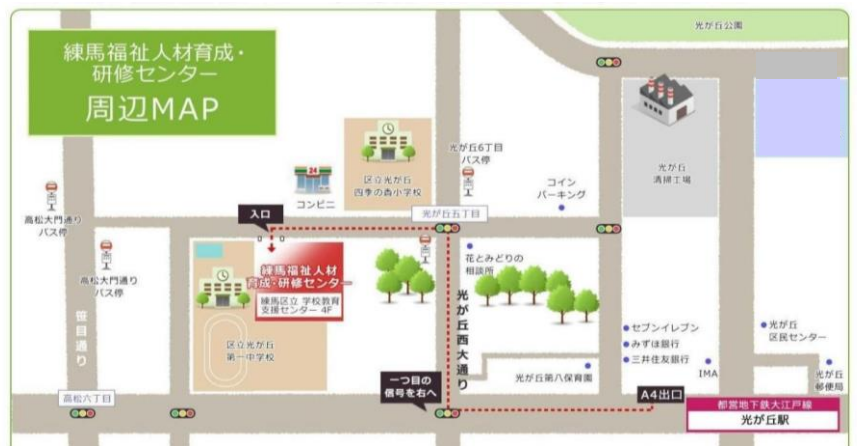 練馬福祉人材育成・
研修センター
周辺MAP
光が丘公園
光が丘
清掃工場
光が丘6丁目
バス停
コイン
パーキング
24
コンビニ
区立光が丘
四季の香小学校
高松大門通り
バス停
入口
光が丘五丁目
高松大門通り
バス停
練馬福祉人材
育成・研修センター
練馬区立 学校教育
支援センター 4F
花とみどりの
相談所
笹目通り
区立光が丘
第一中学校
光が丘西大通り
セブンイレブン
みずほ銀行
三井住友銀行
IMA
光が丘
区民センター
光が丘
郵便局
光が丘第八保育園
一つ目の
信号を右へ
A4出口
高松六丁目
都営地下鉄大江戸線
光が丘駅